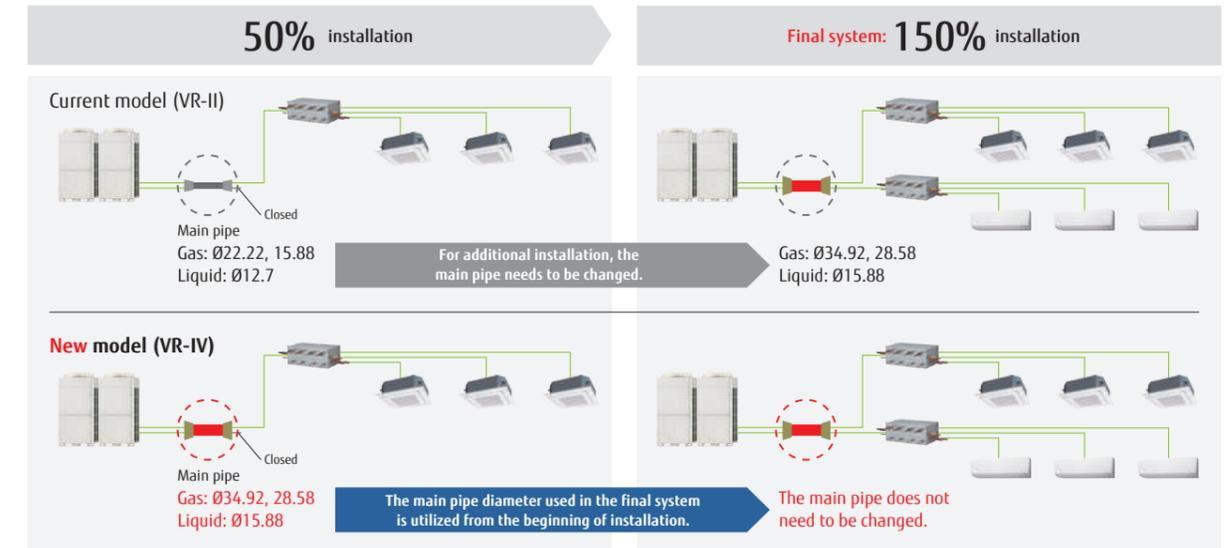 50% installation
Final system: 150% installation
Current model (VR-II)
Closed
Main pipe
Gas: Ø22.22, 15.88
Liquid: Ø12.7
For additional installation, the
main pipe needs to be changed.
Gas: Ø34.92, 28.58
Liquid: Ø15.88
New model (VR-IV)
Closed
Main pipe
Gas: Ø34.92, 28.58
Liquid: Ø15.88
The main pipe diameter used in the final system
is utilized from the beginning of installation.
The main pipe does not
need to be changed.